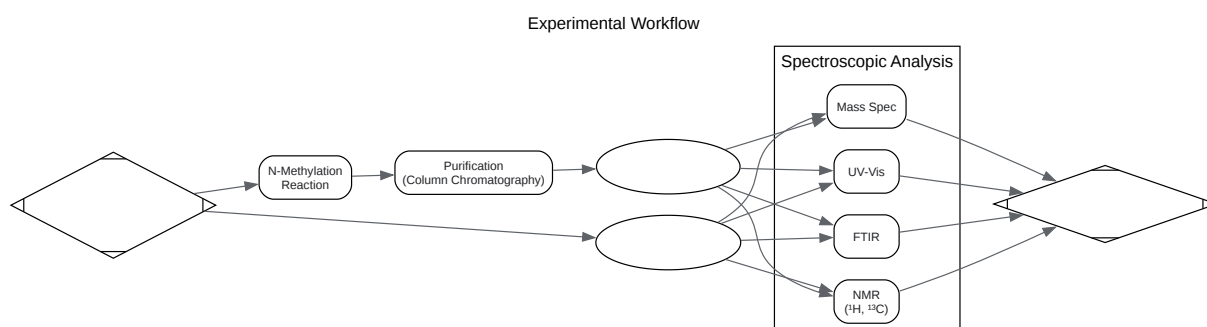 Experimental Workflow
Spectroscopic Analysis
Mass Spec
N-Methylation
Reaction
Purification
(Column Chromatography)
UV-Vis
FTIR
NMR
(¹H, ¹³C)